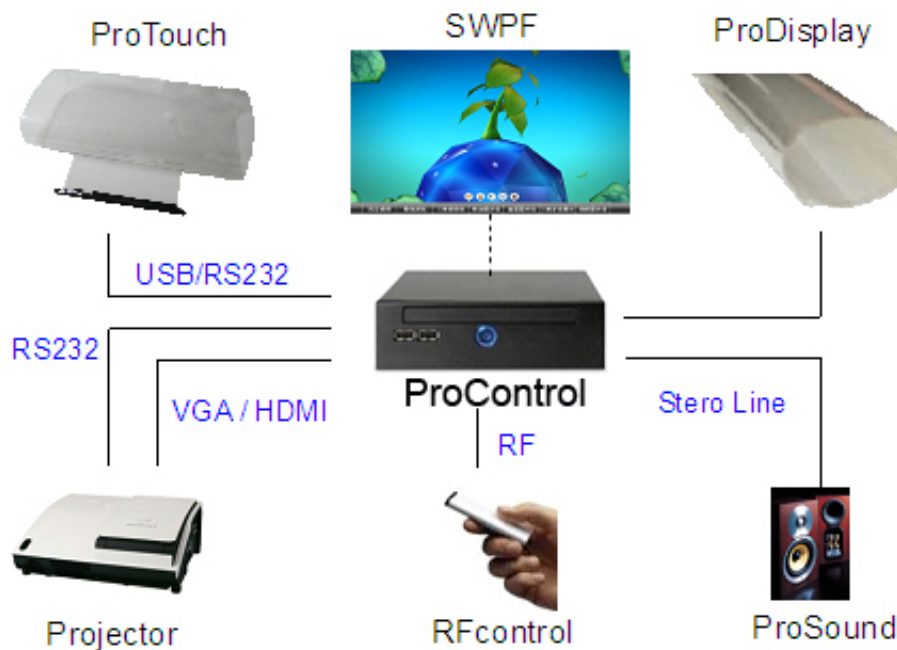 ProTouch
SWPF
ProDisplay
USB/RS232
RS232
ProControl
VGA / HDMI
Stero Line
RF
Projector
RFcontrol
ProSound